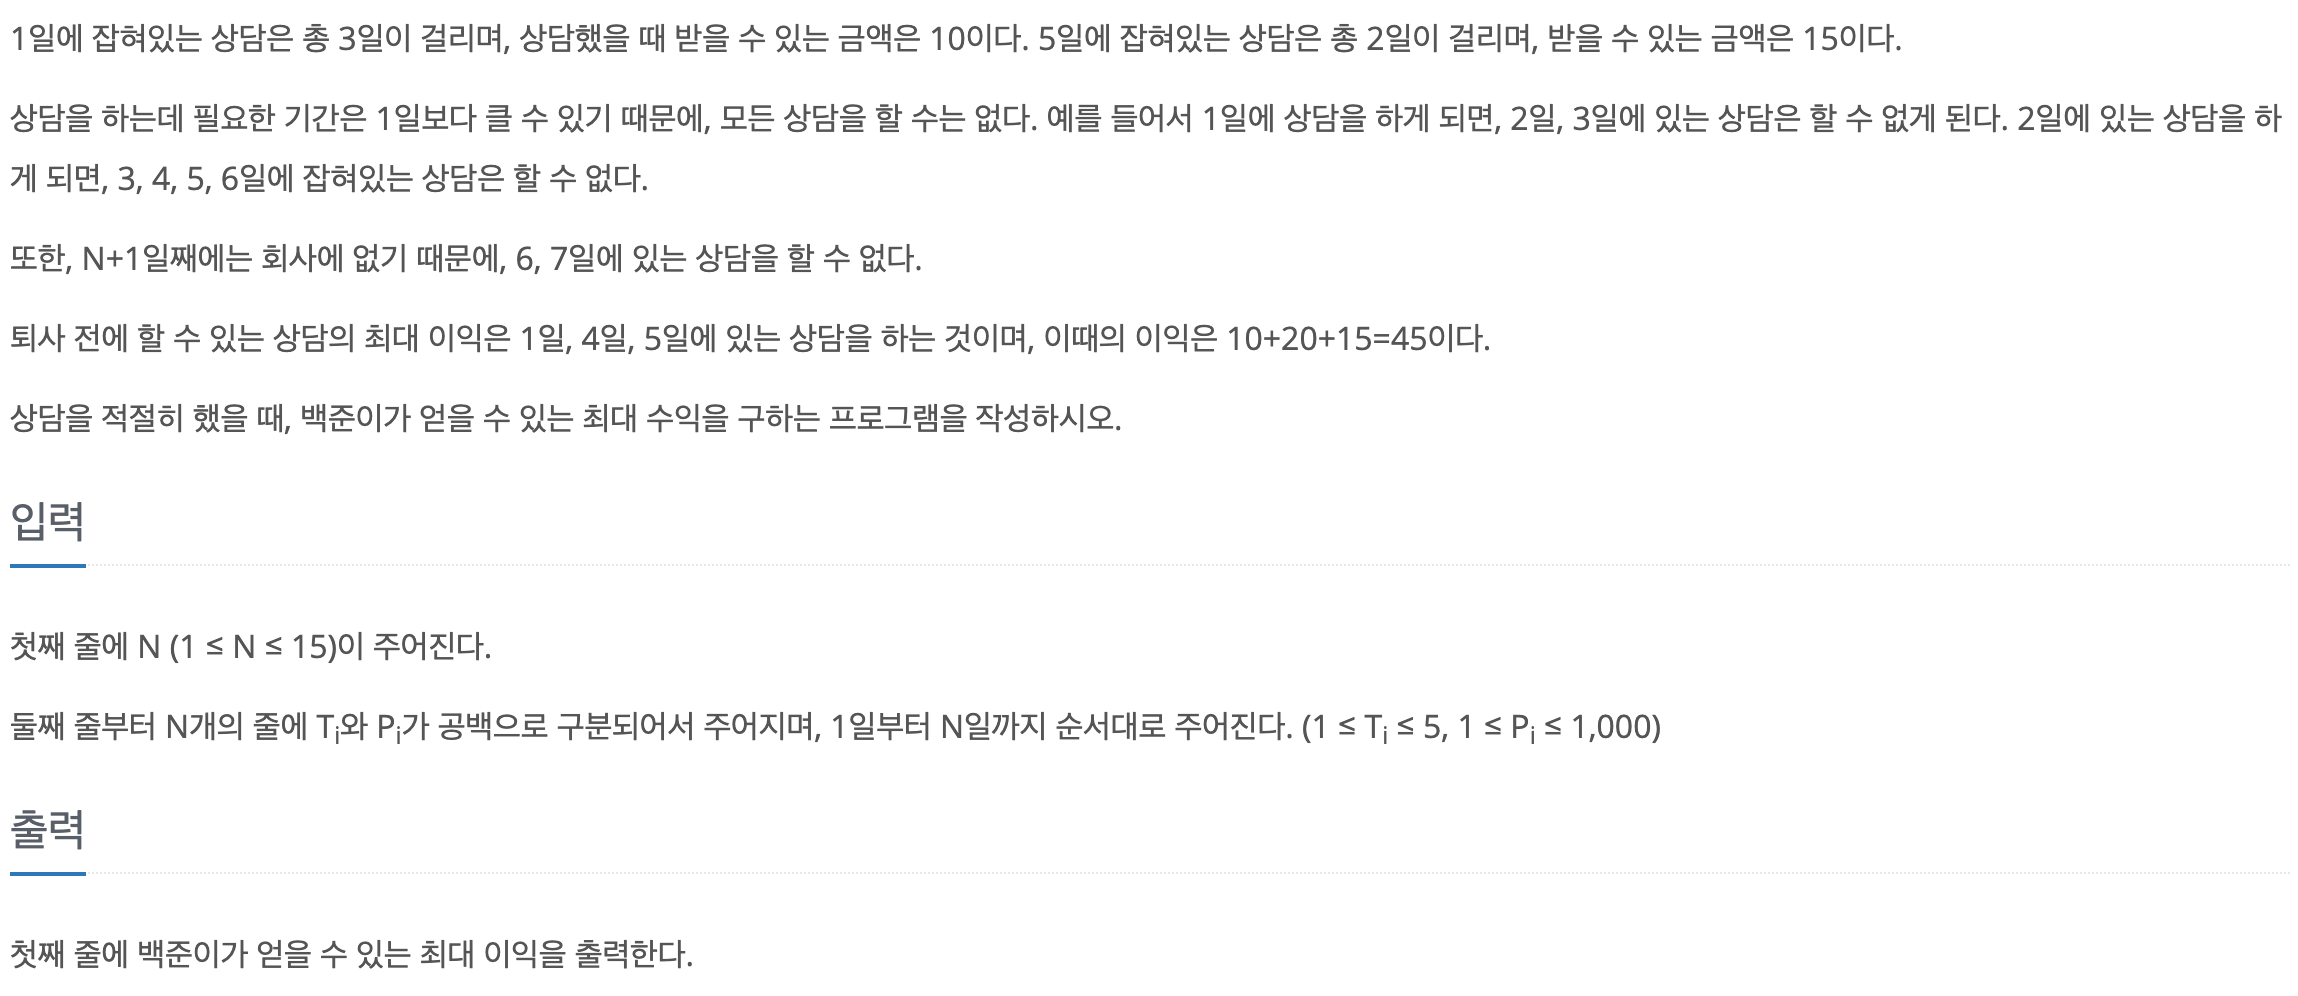 1일에 잡혀있는 상담은 총 3일이 걸리며, 상담했을 때 받을 수 있는 금액은 10이다. 5일에 잡혀있는 상담은 총 2일이 걸리며, 받을 수 있는 금액은 15이다.
상담을 하는데 필요한 기간은 1일보다 클 수 있기 때문에, 모든 상담을 할 수는 없다. 예를 들어서 1일에 상담을 하게 되면, 2일, 3일에 있는 상담은 할 수 없게 된다. 2일에 있는 상담을 하
게 되면, 3, 4, 5, 6일에 잡혀있는 상담은 할 수 없다.
또한, N+1일째에는 회사에 없기 때문에, 6, 7일에 있는 상담을 할 수 없다.
퇴사 전에 할 수 있는 상담의 최대 이익은 1일, 4일, 5일에 있는 상담을 하는 것이며, 이때의 이익은 10+20+15=45이다.
상담을 적절히 했을 때, 백준이가 얻을 수 있는 최대 수익을 구하는 프로그램을 작성하시오.
입력
첫째 줄에 N (1 ≤ N ≤ 15)이 주어진다.
둘째 줄부터 N개의 줄에 Tᵢ와 Pᵢ가 공백으로 구분되어서 주어지며, 1일부터 N일까지 순서대로 주어진다. (1 ≤ Tᵢ ≤ 5, 1 ≤ Pᵢ ≤ 1,000)
출력
첫째 줄에 백준이가 얻을 수 있는 최대 이익을 출력한다.